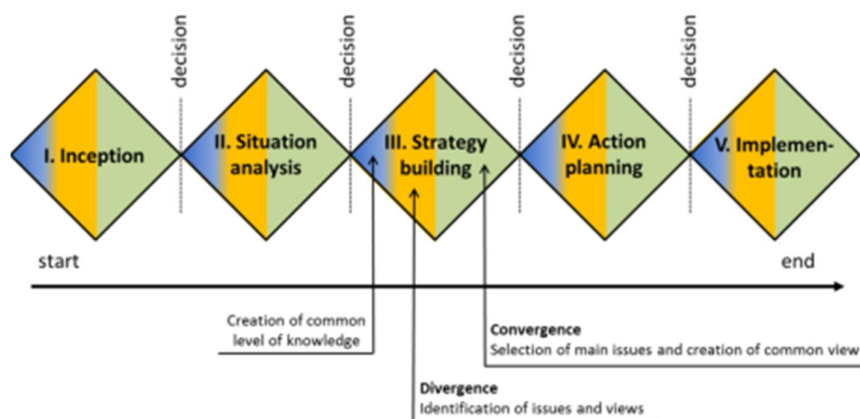 decision
decision
decision
decision
I. Inception
II. Situation
analysis
III. Strategy
building
IV. Action
planning
V. Implemen-
tation
start
end
Creation of common
level of knowledge
Convergence
Selection of main issues and creation of common view
Divergence
Identification of issues and views